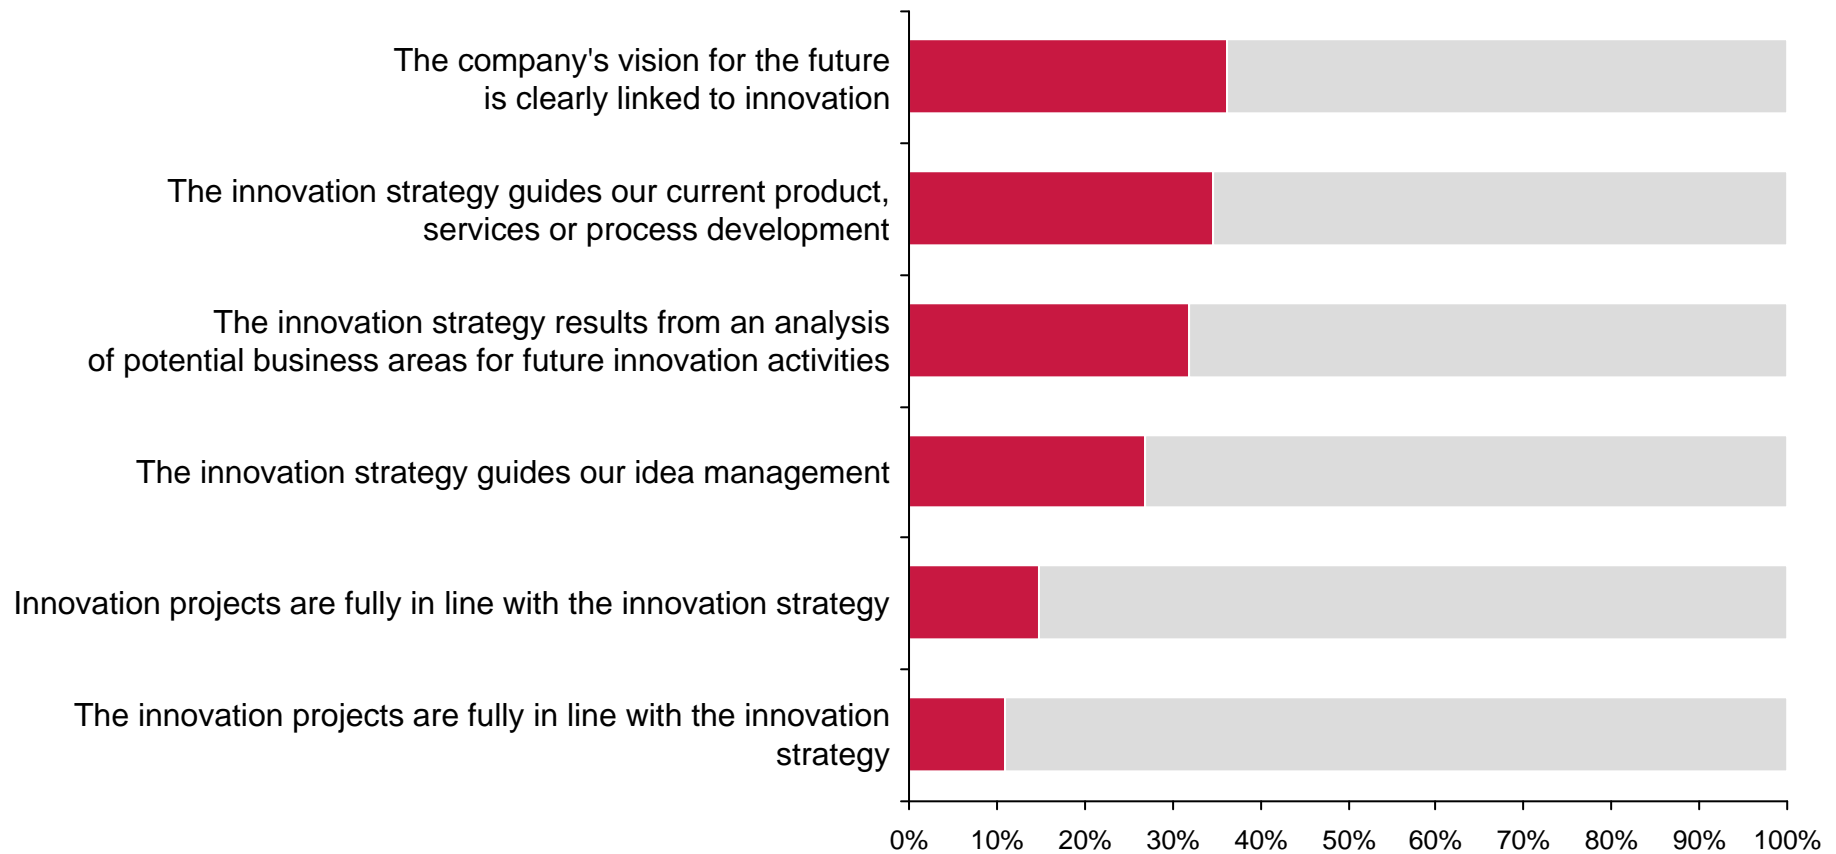 The company's vision for the future
is clearly linked to innovation
The innovation strategy guides our current product,
services or process development
The innovation strategy results from an analysis
of potential business areas for future innovation activities
The innovation strategy guides our idea management
Innovation projects are fully in line with the innovation strategy
The innovation projects are fully in line with the innovation
strategy
0% 10% 20% 30% 40% 50% 60% 70% 80% 90% 100%